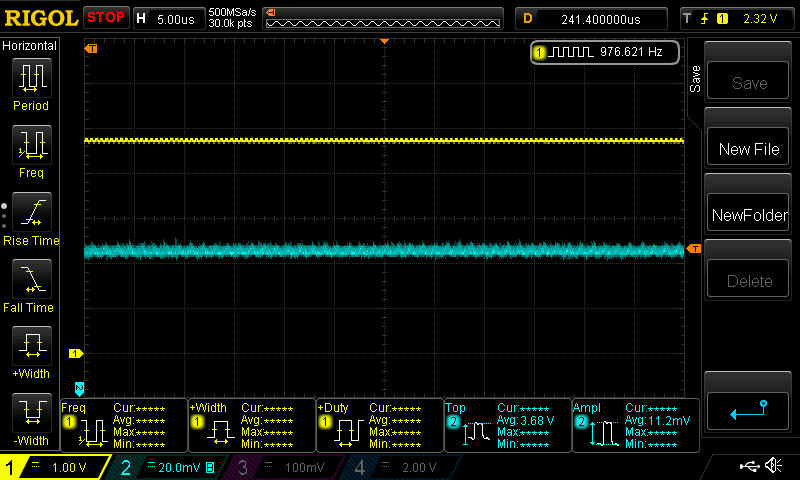 RIGOL STOP H 5.00us 500MSa/s 30.0k pts D 241.400000us T 1 2.32 V
Horizontal
T
1 976.621 Hz
Save
Save
Period
New File
Freq
NewFolder
Rise Time
T
Delete
Fall Time
1
+Width
2
-Width
Freq 1 Cur:***** Avg:***** Max:***** Min:*****
+Width 1 Cur:***** Avg:***** Max:***** Min:*****
+Duty 1 Cur:***** Avg:***** Max:***** Min:*****
Top 2 Cur:***** Avg:3.68 V Max:***** Min:*****
Ampl 2 Cur:***** Avg:11.2mV Max:***** Min:*****
1 = 1.00 V 2 = 20.0mV B 3 = 100mV 4 = 2.00 V